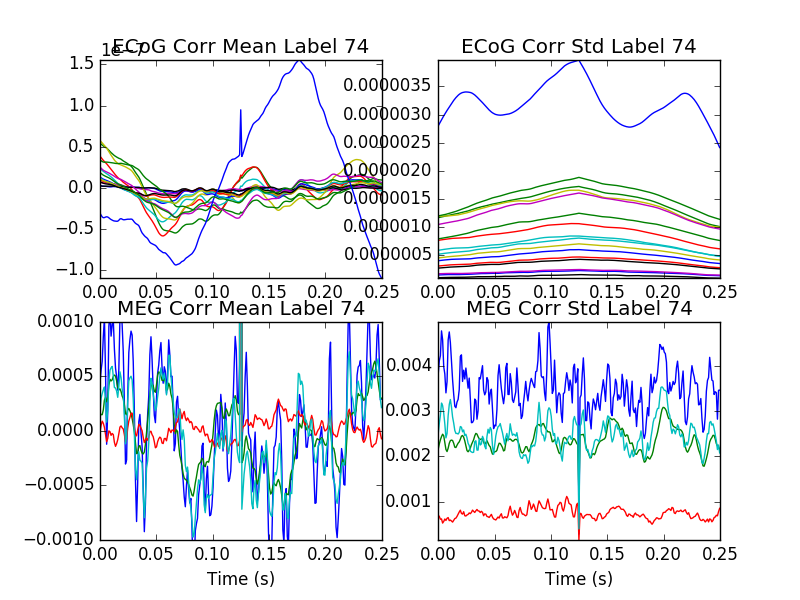 ECoG Corr Mean Label 74
1e−7
1.5
1.0
0.5
0.0
−0.5
−1.0
0.00 0.05 0.10 0.15 0.20 0.25
ECoG Corr Std Label 74
0.0000035
0.0000030
0.0000025
0.0000020
0.0000015
0.0000010
0.0000005
0.00 0.05 0.10 0.15 0.20 0.25
MEG Corr Mean Label 74
0.0010
0.0005
0.0000
−0.0005
−0.0010
0.00 0.05 0.10 0.15 0.20 0.25
Time (s)
MEG Corr Std Label 74
0.004
0.003
0.002
0.001
0.00 0.05 0.10 0.15 0.20 0.25
Time (s)